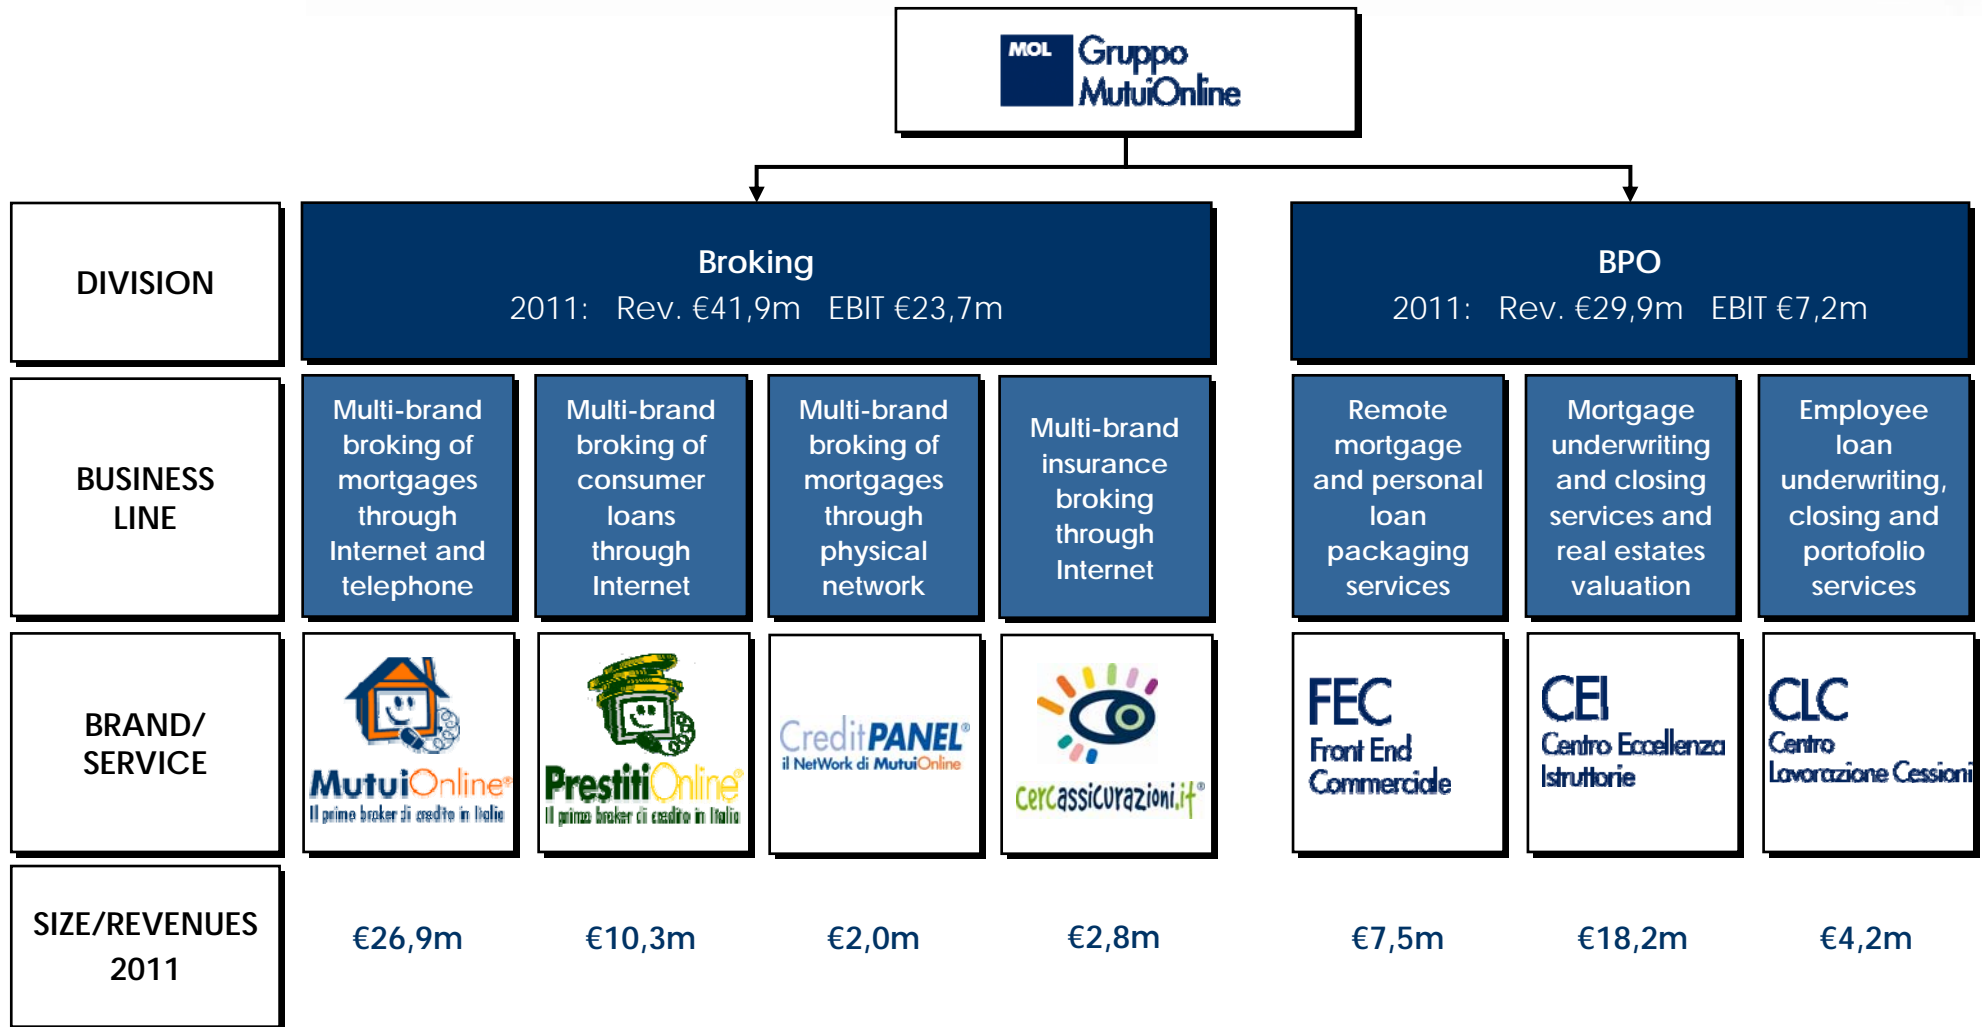 MOL Gruppo
MutuiOnline
DIVISION
Broking
2011: Rev. €41,9m EBIT €23,7m
BPO
2011: Rev. €29,9m EBIT €7,2m
BUSINESS
LINE
Multi-brand
broking of
mortgages
through
Internet and
telephone
Multi-brand
broking of
consumer
loans
through
Internet
Multi-brand
broking of
mortgages
through
physical
network
Multi-brand
insurance
broking
through
Internet
Remote
mortgage
and personal
loan
packaging
services
Mortgage
underwriting
and closing
services and
real estates
valuation
Employee
loan
underwriting,
closing and
portofolio
services
BRAND/
SERVICE
MutuiOnline®
Il primo broker di credito in Italia
PrestitiOnline®
Il primo broker di credito in Italia
CreditPANEL®
il NetWork di MutuiOnline
cercassicurazioni.it®
FEC
Front End
Commerciale
CEI
Centro Eccellenza
Istruttorie
CLC
Centro
Lavorazione Cessioni
SIZE/REVENUES
2011
€26,9m
€10,3m
€2,0m
€2,8m
€7,5m
€18,2m
€4,2m